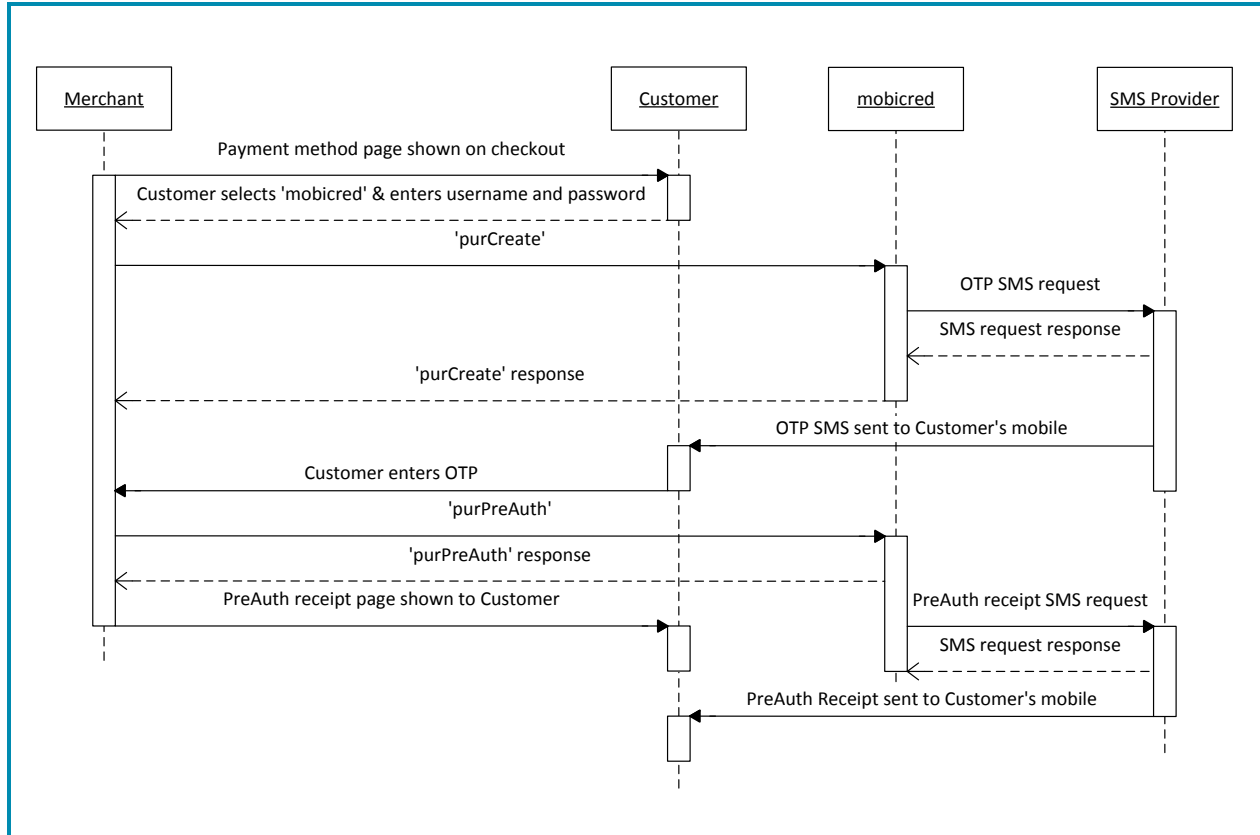 Merchant
Customer
mobicred
SMS Provider
Payment method page shown on checkout
Customer selects 'mobicred' & enters username and password
'purCreate'
OTP SMS request
SMS request response
'purCreate' response
OTP SMS sent to Customer's mobile
Customer enters OTP
'purPreAuth'
'purPreAuth' response
PreAuth receipt page shown to Customer
PreAuth receipt SMS request
SMS request response
PreAuth Receipt sent to Customer's mobile